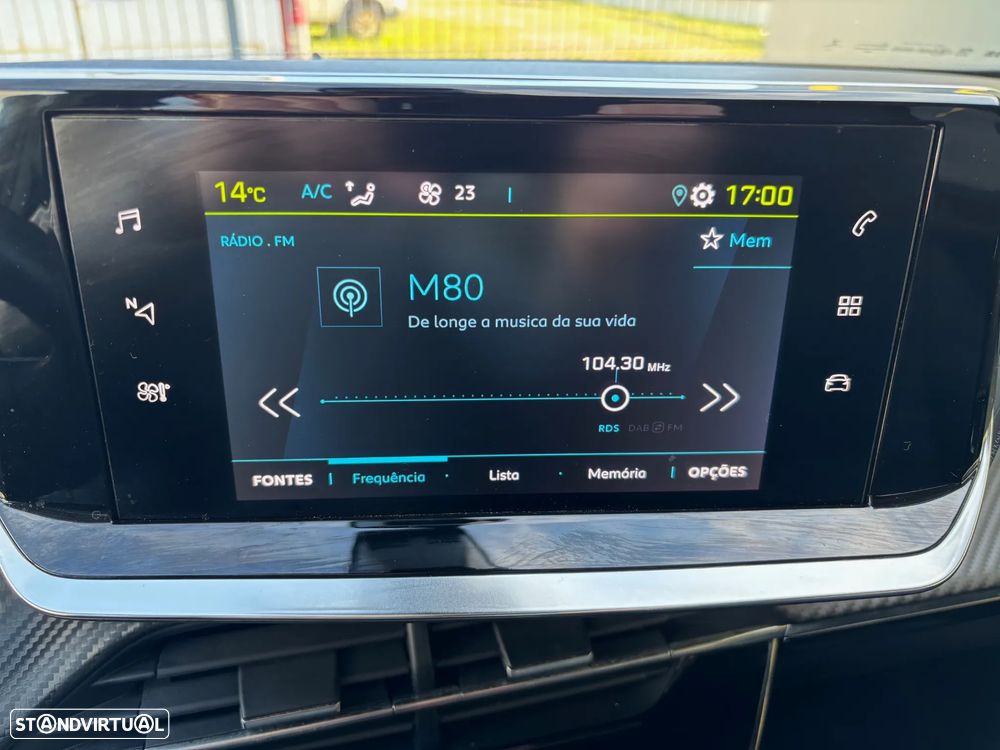 14°C A/C 23 17:00
RÁDIO . FM
Mem
M80
De longe a musica da sua vida
N
104.30 MHz
RDS DAB FM
FONTES Frequência Lista Memória OPÇÕES
STANDVIRTUAL